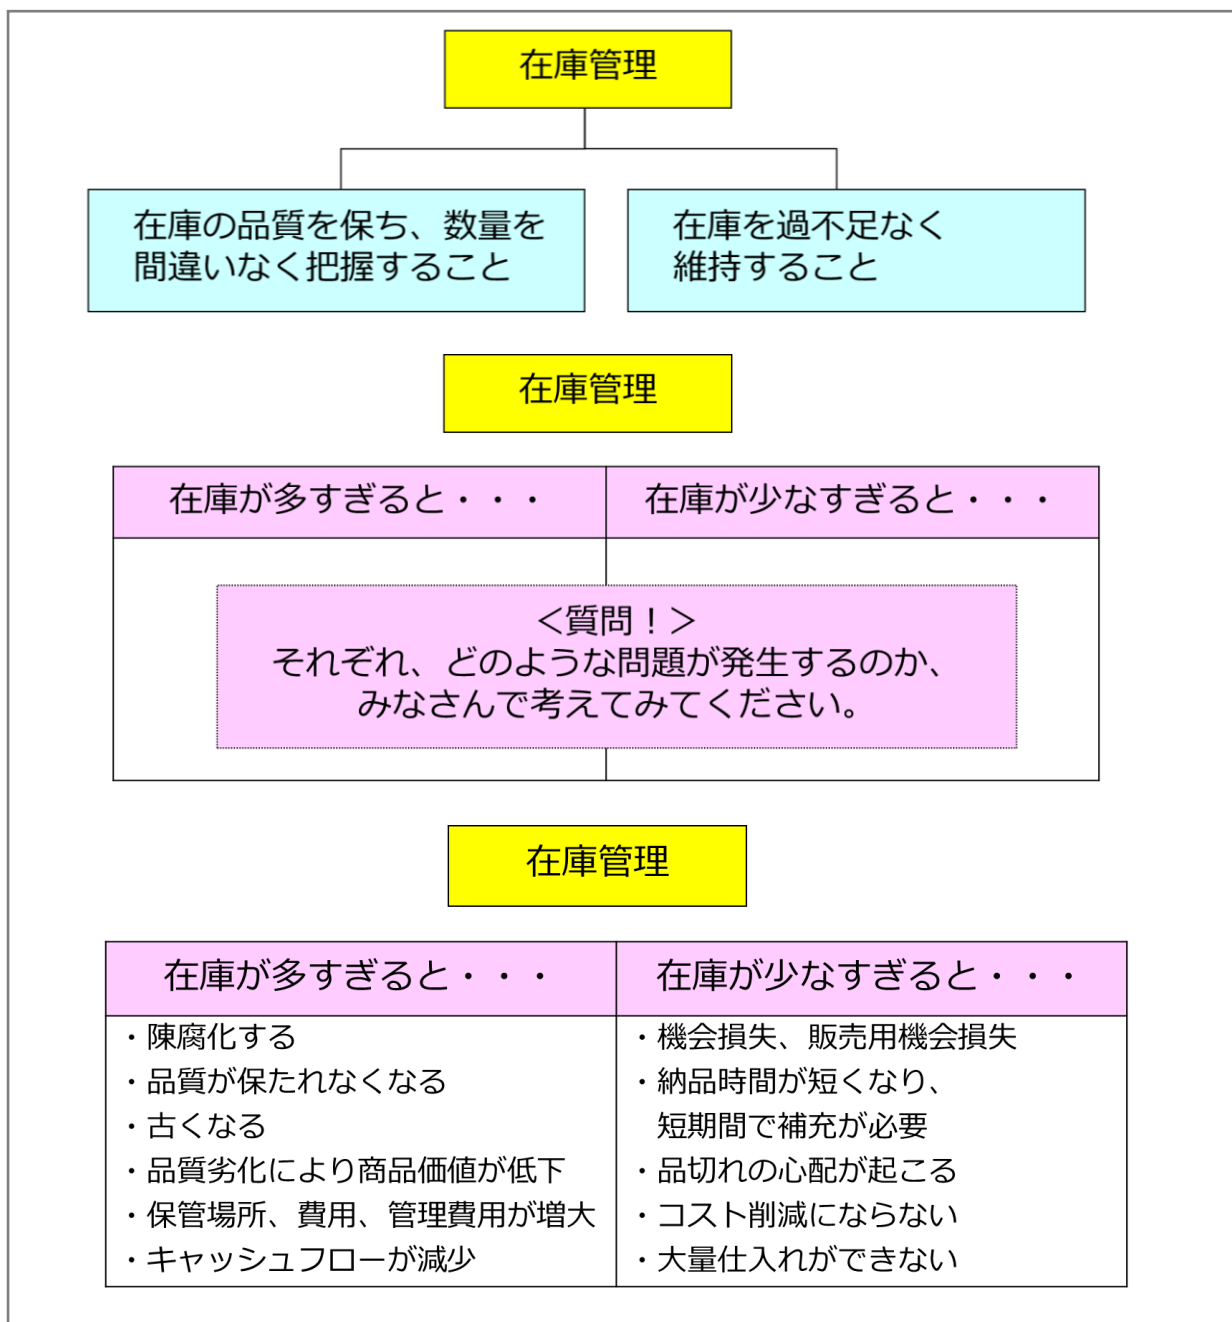 在庫管理
在庫の品質を保ち、数量を
間違いなく把握すること
在庫を過不足なく
維持すること
在庫管理
在庫が多すぎると・・・
在庫が少なすぎると・・・
＜質問！＞
それぞれ、どのような問題が発生するのか、
みなさんで考えてみてください。
在庫管理
在庫が多すぎると・・・
在庫が少なすぎると・・・
・陳腐化する
・品質が保たれなくなる
・古くなる
・品質劣化により商品価値が低下
・保管場所、費用、管理費用が増大
・キャッシュフローが減少
・機会損失、販売用機会損失
・納品時間が短くなり、
短期間で補充が必要
・品切れの心配が起こる
・コスト削減にならない
・大量仕入れができない